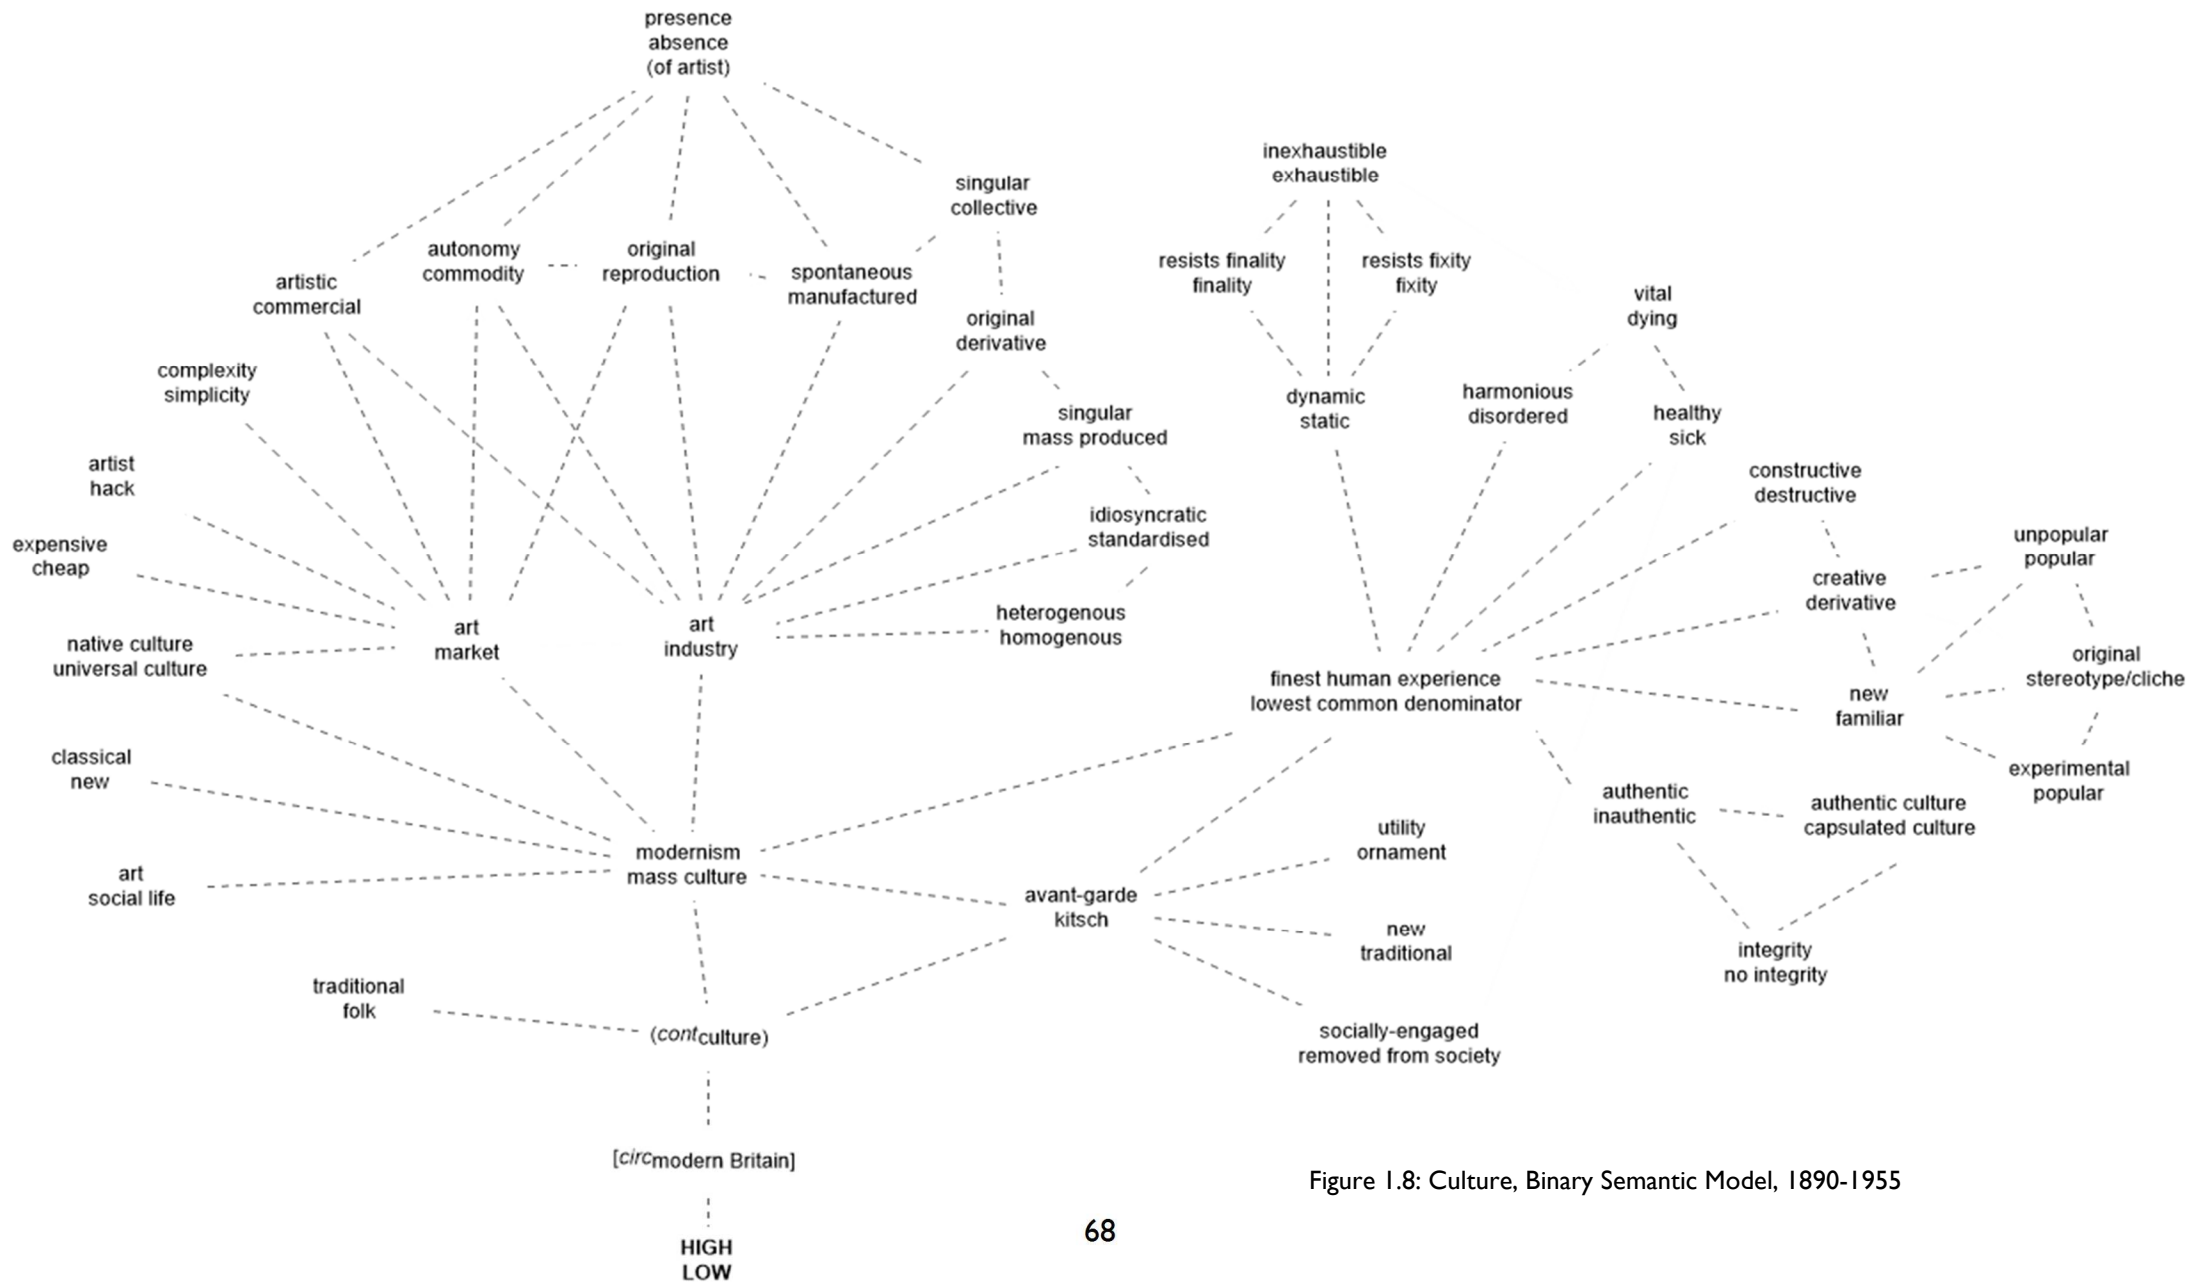 presence
absence
(of artist)
inexhaustible
exhaustible
singular
collective
autonomy
commodity
original
reproduction
spontaneous
manufactured
artistic
commercial
resists finality
finality
resists fixity
fixity
vital
dying
original
derivative
complexity
simplicity
dynamic
static
harmonious
disordered
healthy
sick
singular
mass produced
artist
hack
constructive
destructive
idiosyncratic
standardised
unpopular
popular
expensive
cheap
creative
derivative
heterogenous
homogenous
art
market
art
industry
native culture
universal culture
original
stereotype/cliche
finest human experience
lowest common denominator
new
familiar
classical
new
experimental
popular
authentic
inauthentic
authentic culture
capsulated culture
utility
ornament
modernism
mass culture
art
social life
avant-garde
kitsch
new
traditional
integrity
no integrity
traditional
folk
(contculture)
socially-engaged
removed from society
[circmodern Britain]
Figure 1.8: Culture, Binary Semantic Model, 1890-1955
68
HIGH
LOW